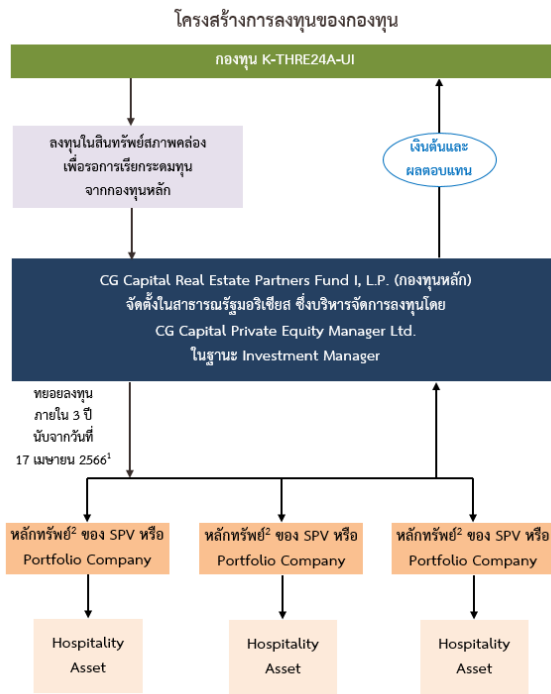 โครงสร้างการลงทุนของกองทุน
กองทุน K-THRE24A-UI
ลงทุนในสินทรัพย์สภาพคล่อง
เพื่อรอการเรียกระดมทุน
จากกองทุนหลัก
เงินต้นและ
ผลตอบแทน
CG Capital Real Estate Partners Fund I, L.P. (กองทุนหลัก)
จัดตั้งในสาธารณรัฐมอริเชียส ซึ่งบริหารจัดการลงทุนโดย
CG Capital Private Equity Manager Ltd.
ในฐานะ Investment Manager
ทยอยลงทุน
ภายใน 3 ปี
นับจากวันที่
17 เมษายน 2566¹
หลักทรัพย์² ของ SPV หรือ
Portfolio Company
หลักทรัพย์² ของ SPV หรือ
Portfolio Company
หลักทรัพย์² ของ SPV หรือ
Portfolio Company
Hospitality
Asset
Hospitality
Asset
Hospitality
Asset